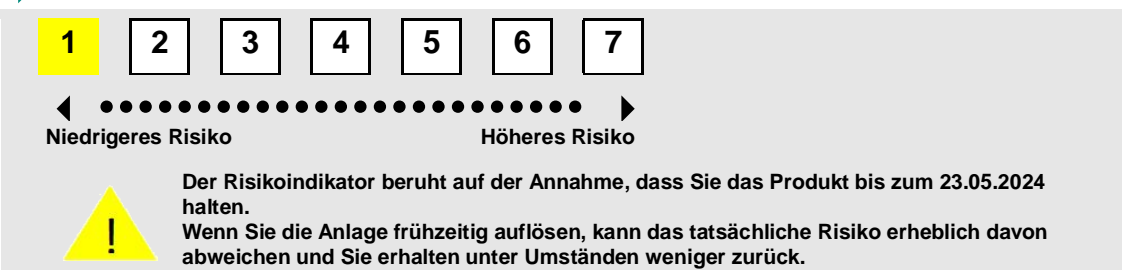 1 2 3 4 5 6 7
Niedrigeres Risiko Höheres Risiko
Der Risikoindikator beruht auf der Annahme, dass Sie das Produkt bis zum 23.05.2024
halten.
Wenn Sie die Anlage frühzeitig auflösen, kann das tatsächliche Risiko erheblich davon
abweichen und Sie erhalten unter Umständen weniger zurück.
!